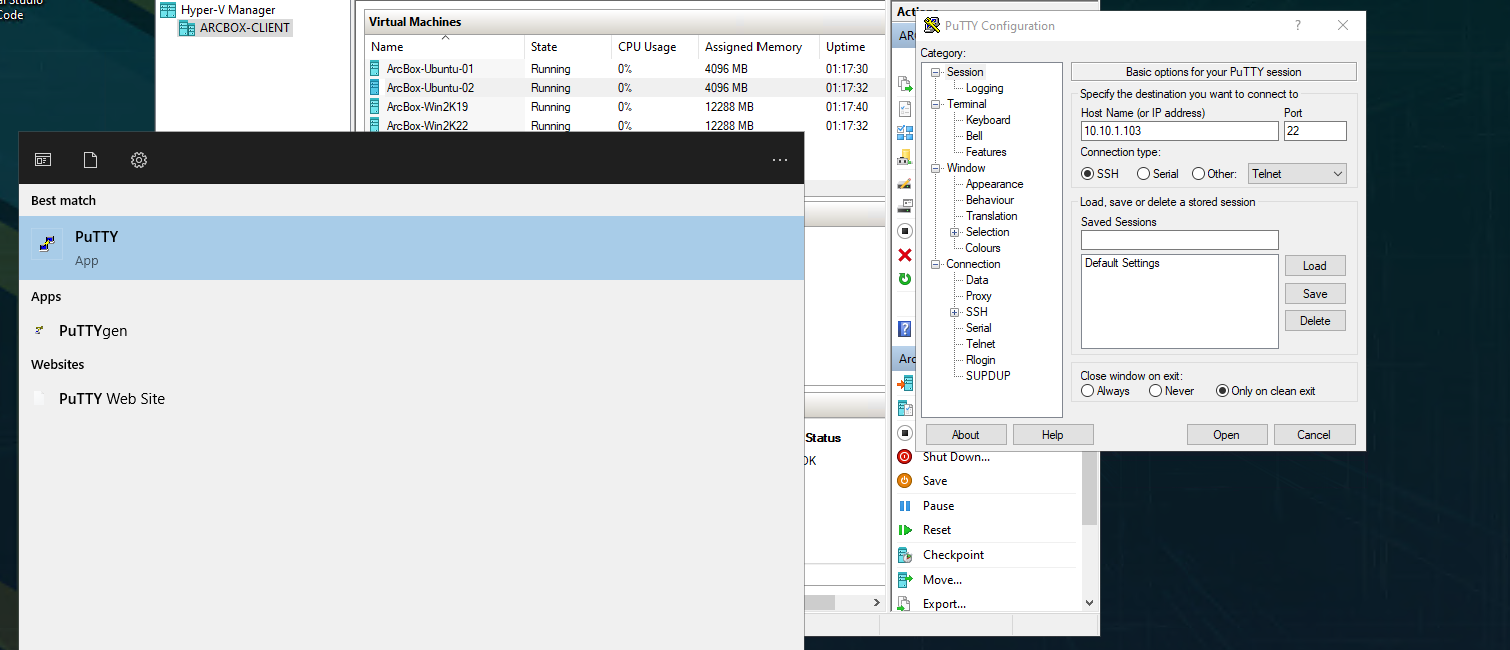 al Studio
Code
Hyper-V Manager
ARCBOX-CLIENT
Virtual Machines
Name State CPU Usage Assigned Memory Uptime
ArcBox-Ubuntu-01 Running 0% 4096 MB 01:17:30
ArcBox-Ubuntu-02 Running 0% 4096 MB 01:17:32
ArcBox-Win2K19 Running 0% 12288 MB 01:17:40
ArcBox-Win2K22 Running 0% 12288 MB 01:17:32
...
Best match
PuTTY
App
Apps
PuTTYgen
Websites
PuTTY Web Site
Status
OK
Actions
AR
Arc
Shut Down...
Save
Pause
Reset
Checkpoint
Move...
Export...
PuTTY Configuration
?
Category:
Session
Logging
Terminal
Keyboard
Bell
Features
Window
Appearance
Behaviour
Translation
Selection
Colours
Connection
Data
Proxy
SSH
Serial
Telnet
Rlogin
SUPDUP
Basic options for your PuTTY session
Specify the destination you want to connect to
Host Name (or IP address) Port
10.10.1.103 22
Connection type:
SSH Serial Other: Telnet
Load, save or delete a stored session
Saved Sessions
Default Settings
Load
Save
Delete
Close window on exit:
Always Never Only on clean exit
About Help Open Cancel